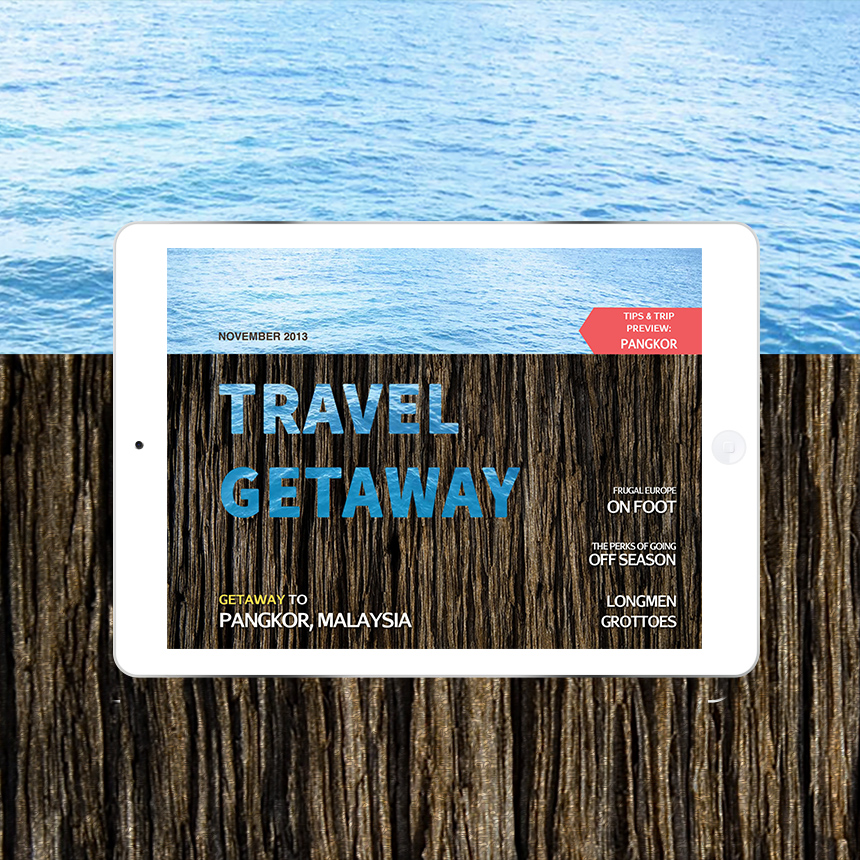 NOVEMBER 2013
TIPS & TRIP
PREVIEW:
PANGKOR
TRAVEL
GETAWAY
FRUGAL EUROPE
ON FOOT
THE PERKS OF GOING
OFF SEASON
GETAWAY TO
PANGKOR, MALAYSIA
LONGMEN
GROTTOES